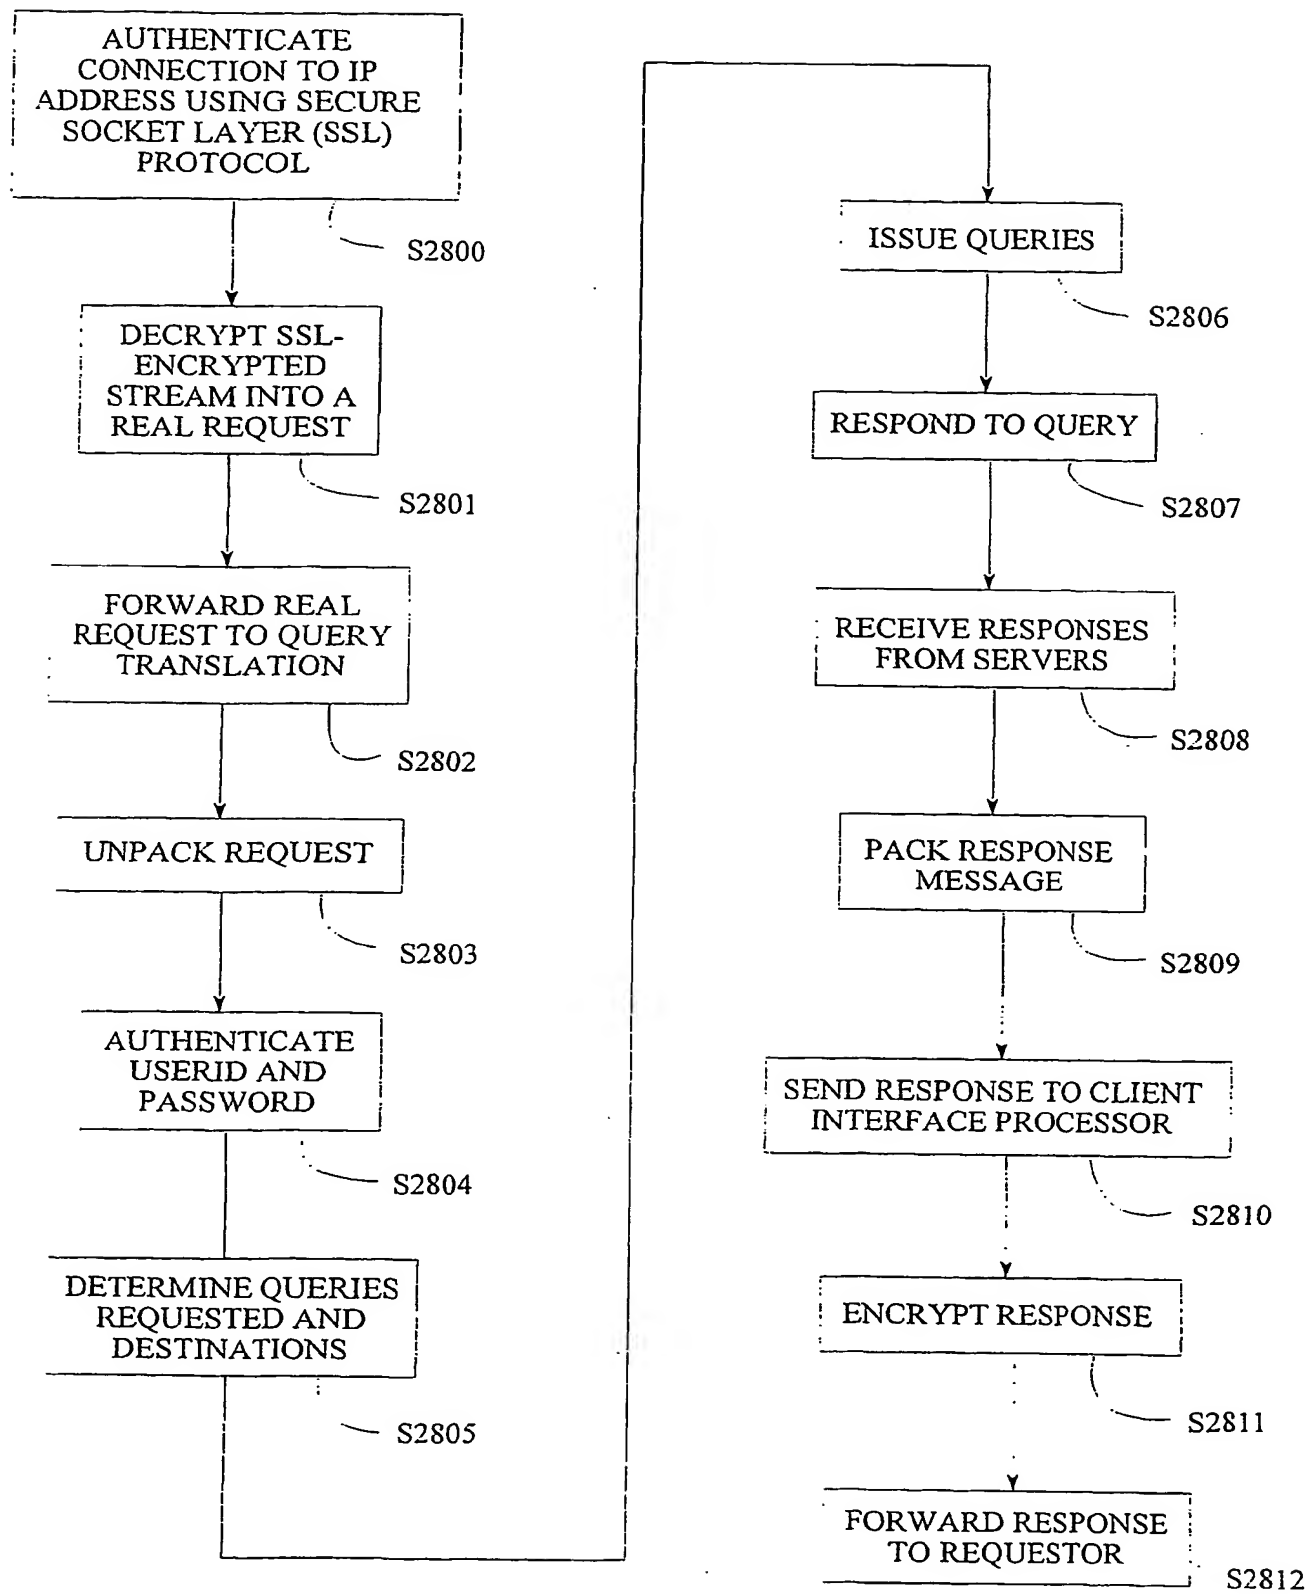 AUTHENTICATE
CONNECTION TO IP
ADDRESS USING SECURE
SOCKET LAYER (SSL)
PROTOCOL
S2800
DECRYPT SSL-
ENCRYPTED
STREAM INTO A
REAL REQUEST
S2801
FORWARD REAL
REQUEST TO QUERY
TRANSLATION
S2802
UNPACK REQUEST
S2803
AUTHENTICATE
USERID AND
PASSWORD
S2804
DETERMINE QUERIES
REQUESTED AND
DESTINATIONS
S2805
ISSUE QUERIES
S2806
RESPOND TO QUERY
S2807
RECEIVE RESPONSES
FROM SERVERS
S2808
PACK RESPONSE
MESSAGE
S2809
SEND RESPONSE TO CLIENT
INTERFACE PROCESSOR
S2810
ENCRYPT RESPONSE
S2811
FORWARD RESPONSE
TO REQUESTOR
S2812